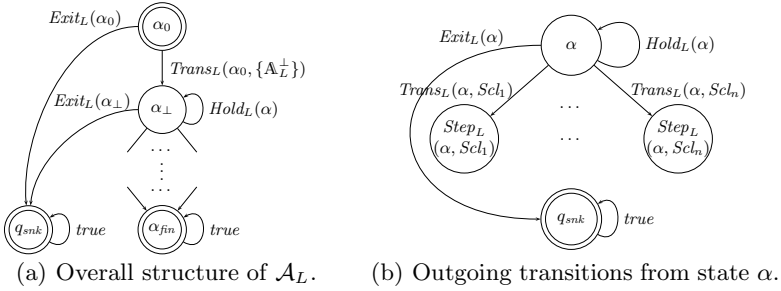 Exit_L(α_0)
α_0
Trans_L(α_0, {𝔸_L^⊥})
Exit_L(α_⊥)
α_⊥
Hold_L(α)
. . .
⋮
. . .
q_snk
true
α_fin
true
(a) Overall structure of 𝒜_L.
Exit_L(α)
α
Hold_L(α)
Trans_L(α, Scl_1)
Trans_L(α, Scl_n)
. . .
Step_L
(α, Scl_1)
. . .
Step_L
(α, Scl_n)
q_snk
true
(b) Outgoing transitions from state α.